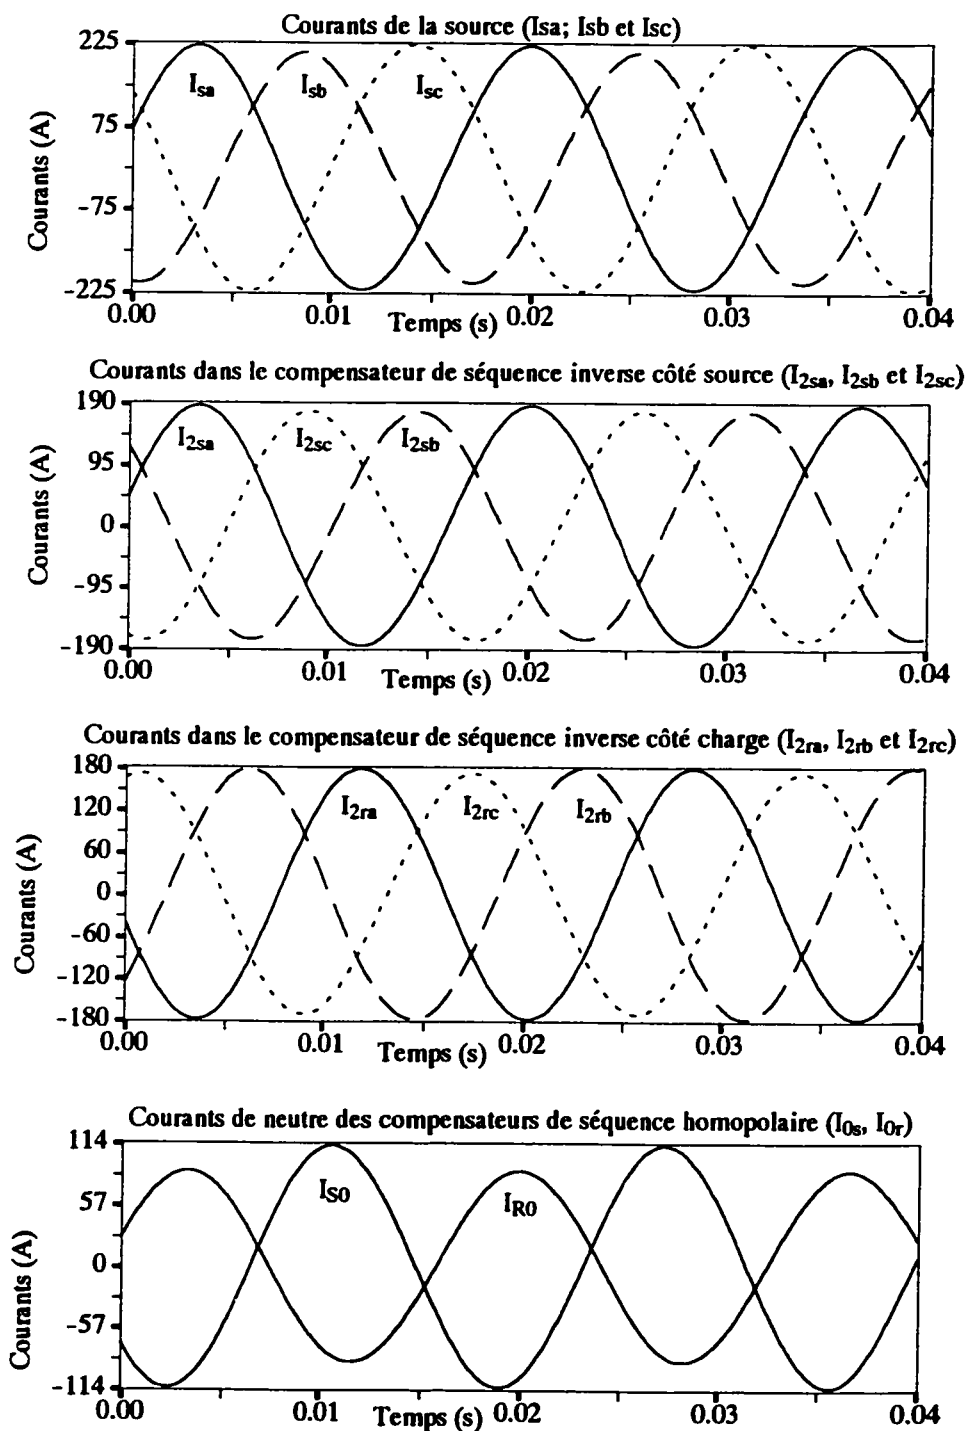 Courants de la source (Isa; Isb et Isc)
225
75
-75
-225
Courants (A)
Isa
Isb
Isc
0.00
0.01
Temps (s)
0.02
0.03
0.04
Courants dans le compensateur de séquence inverse côté source (I2sa, I2sb et I2sc)
190
95
0
-95
-190
Courants (A)
I2sa
I2sc
I2sb
0.00
0.01
Temps (s)
0.02
0.03
0.04
Courants dans le compensateur de séquence inverse côté charge (I2ra, I2rb et I2rc)
180
120
60
0
-60
-120
-180
Courants (A)
I2ra
I2rc
I2rb
0.00
0.01
Temps (s)
0.02
0.03
0.04
Courants de neutre des compensateurs de séquence homopolaire (I0s, I0r)
114
57
0
-57
-114
Courants (A)
IS0
IR0
0.00
0.01
Temps (s)
0.02
0.03
0.04